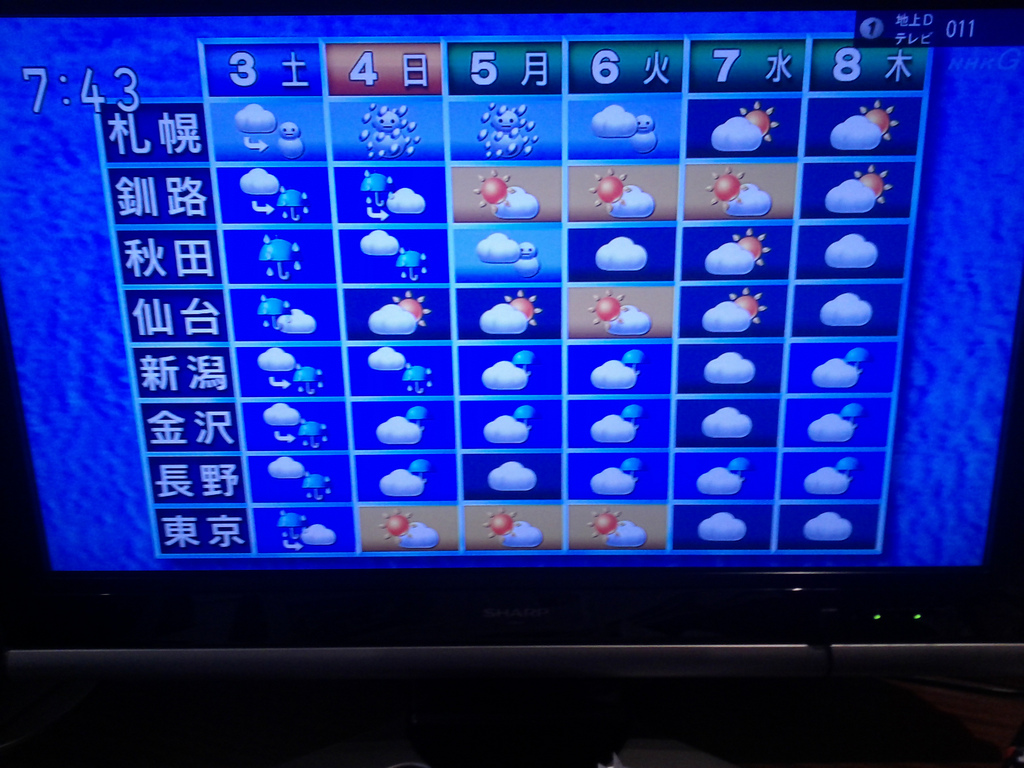 1 地上D テレビ 011
NHK G
7:43
3土 4日 5月 6火 7水 8木
札幌
釧路
秋田
仙台
新潟
金沢
長野
東京
SHARP